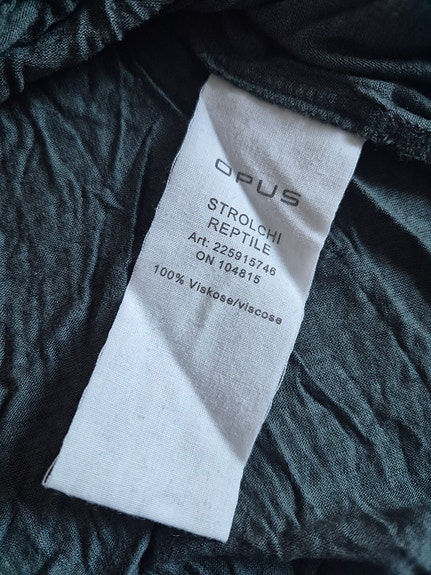 OPUS
STROLCHI
REPTILE
Art: 225915746
ON 104815
100% Viskose/viscose